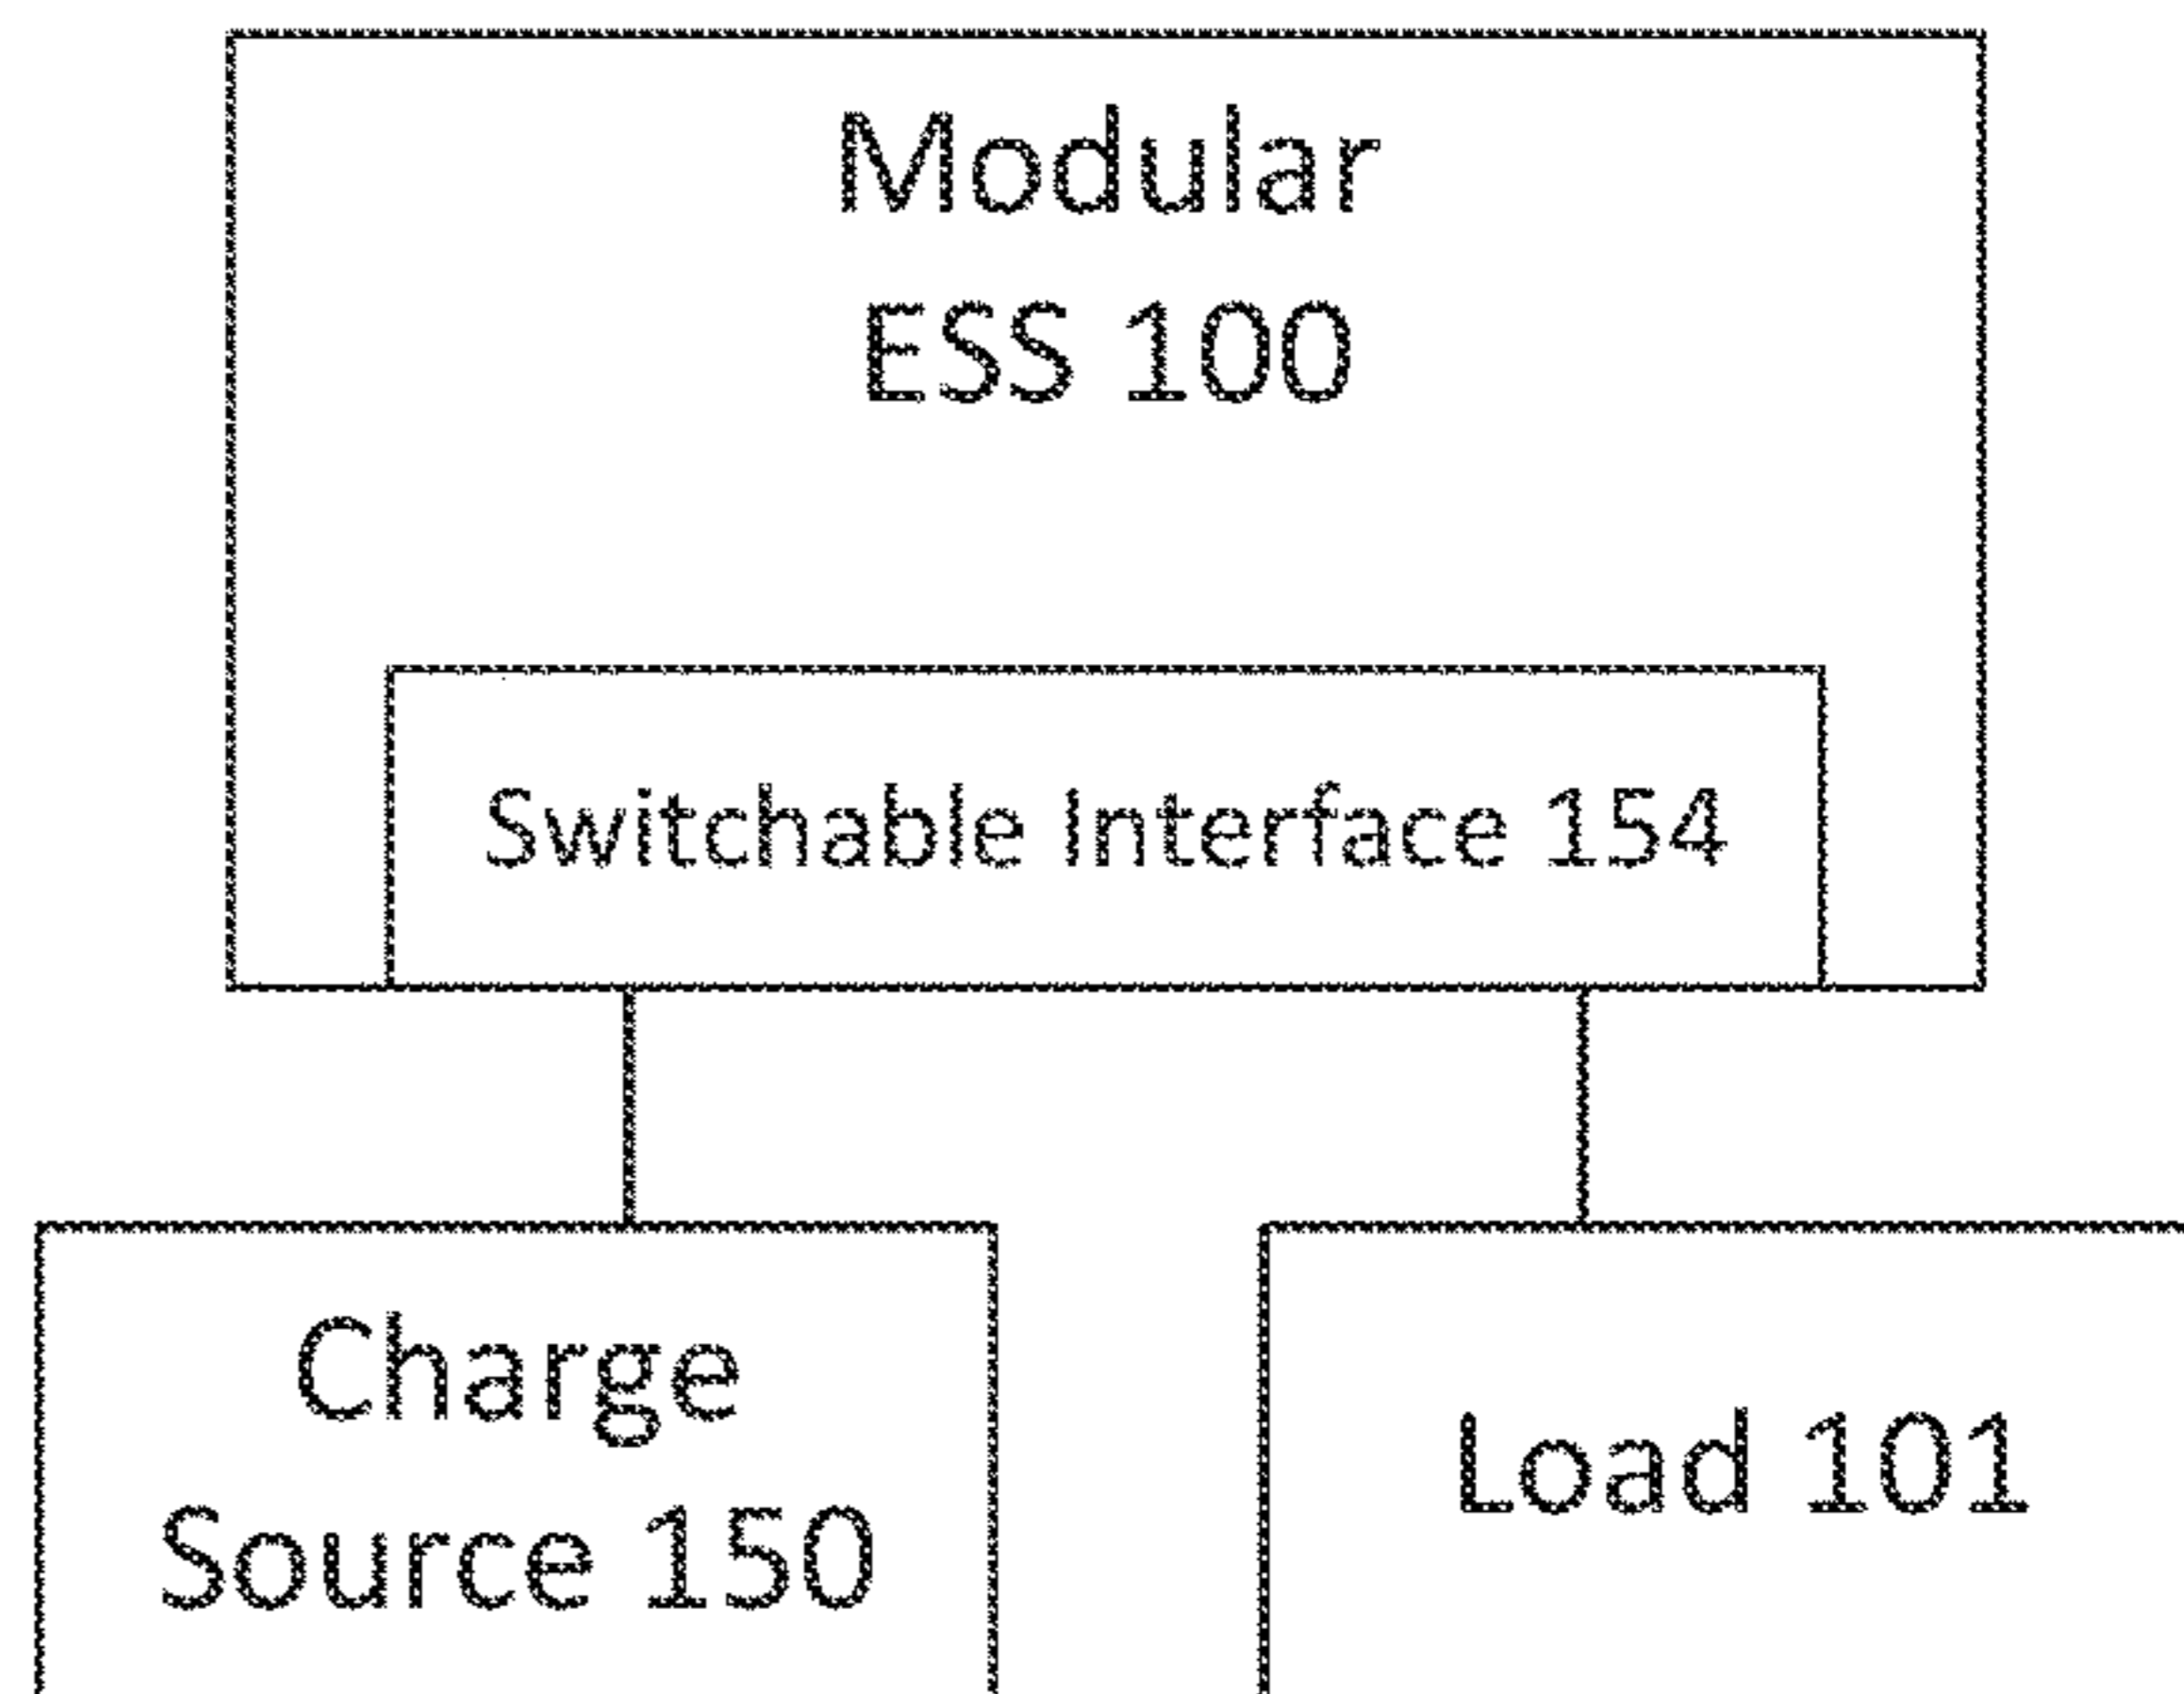 Modular
ESS 100
Switchable Interface 154
Charge
Source 150
Load 101